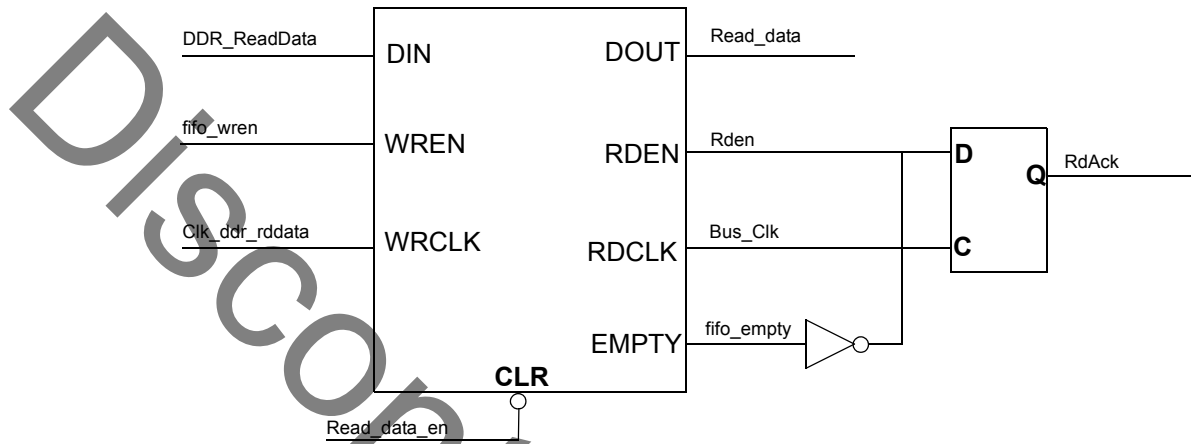 DDR_ReadData
DIN
DOUT
Read_data
fifo_wren
WREN
RDEN
Rden
D
Q
RdAck
Clk_ddr_rddata
WRCLK
RDCLK
Bus_Clk
C
EMPTY
fifo_empty
CLR
Read_data_en
Discon